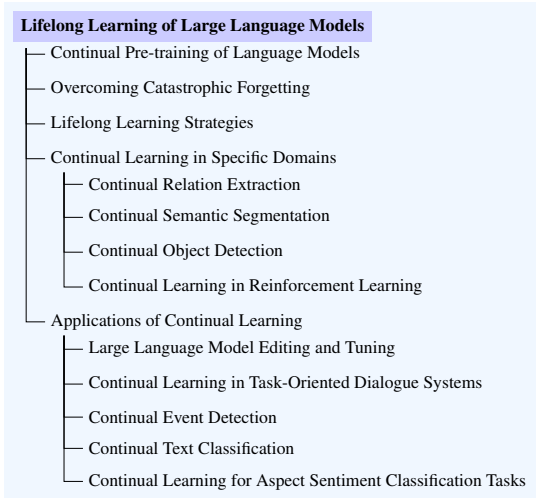 Lifelong Learning of Large Language Models
Continual Pre-training of Language Models
Overcoming Catastrophic Forgetting
Lifelong Learning Strategies
Continual Learning in Specific Domains
Continual Relation Extraction
Continual Semantic Segmentation
Continual Object Detection
Continual Learning in Reinforcement Learning
Applications of Continual Learning
Large Language Model Editing and Tuning
Continual Learning in Task-Oriented Dialogue Systems
Continual Event Detection
Continual Text Classification
Continual Learning for Aspect Sentiment Classification Tasks